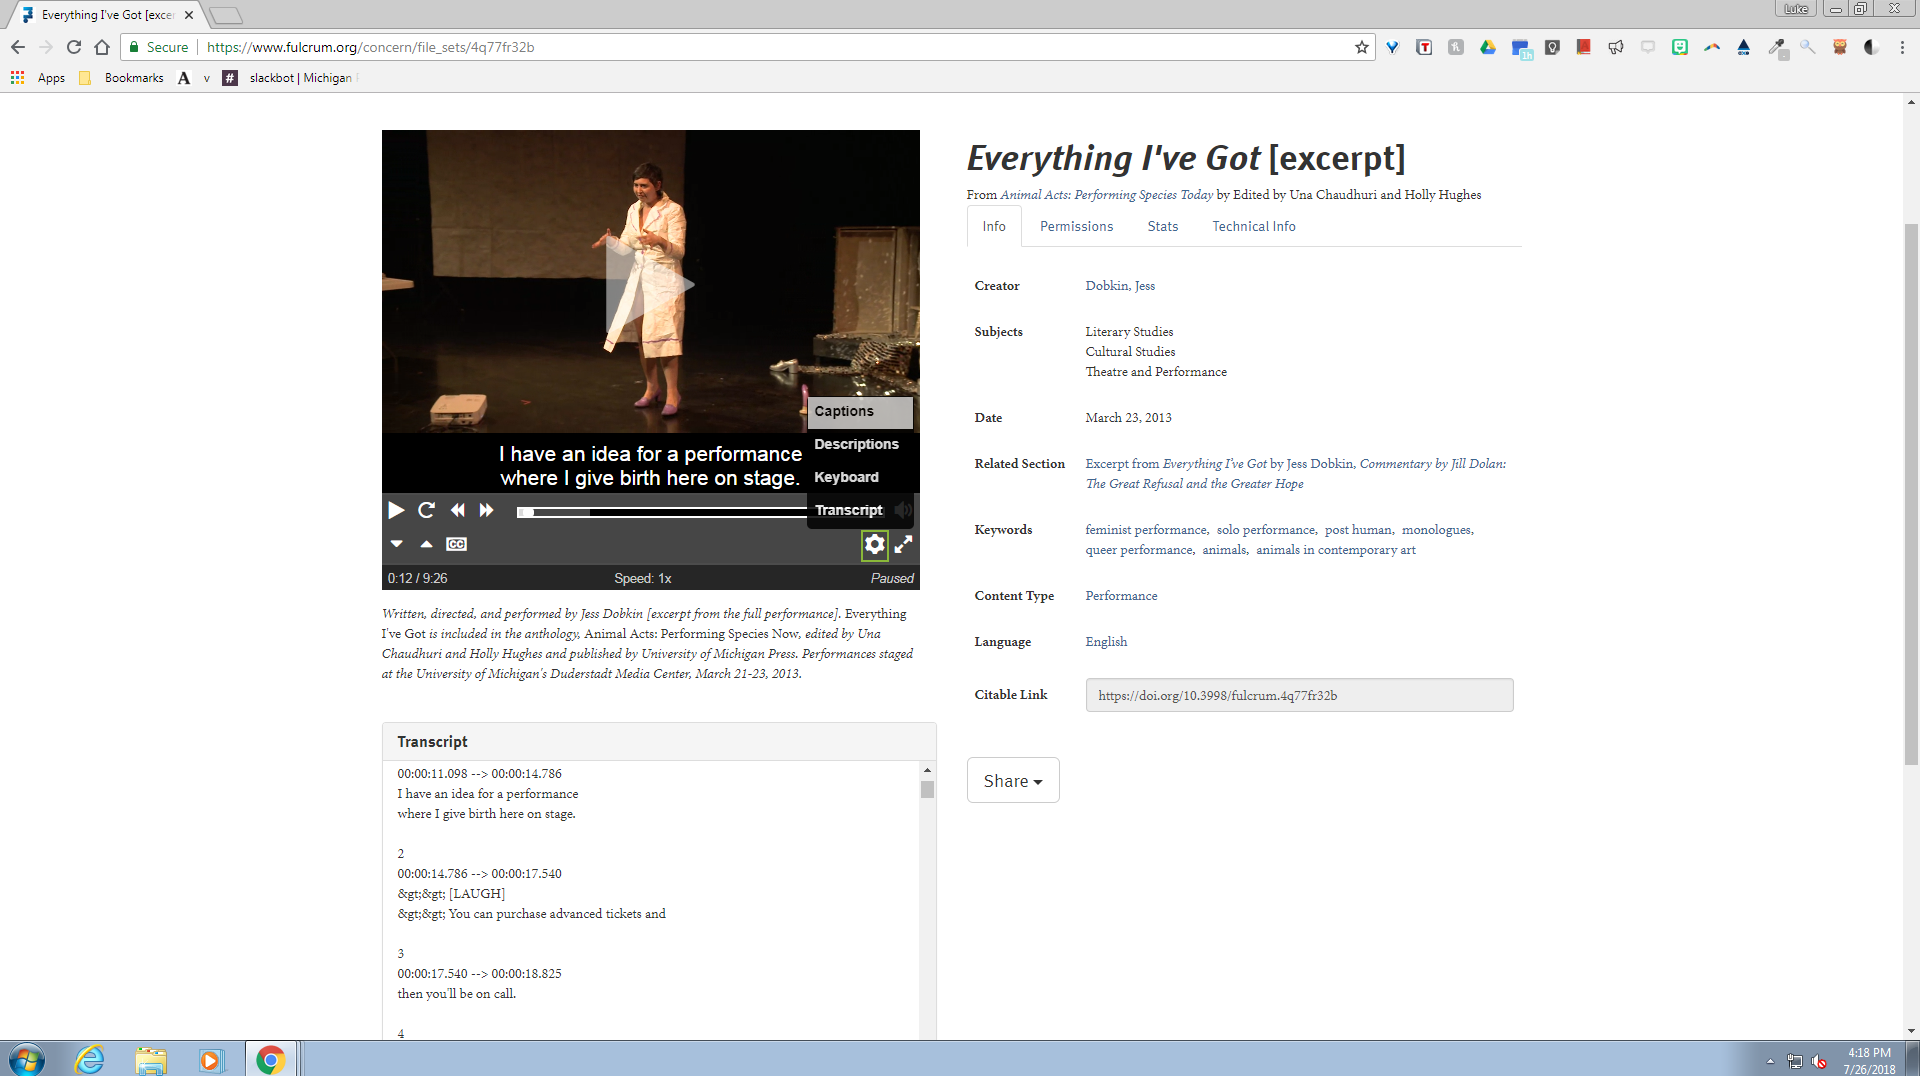 Everything I've Got [exce
Luke
Secure
https://www.fulcrum.org/concern/file_sets/4q77fr32b
Apps
Bookmarks
A v
# slackbot | Michigan
Everything I've Got [excerpt]
From Animal Acts: Performing Species Today by Edited by Una Chaudhuri and Holly Hughes
Info
Permissions
Stats
Technical Info
Creator
Dobkin, Jess
Subjects
Literary Studies
Cultural Studies
Theatre and Performance
Date
March 23, 2013
Related Section
Excerpt from Everything I've Got by Jess Dobkin, Commentary by Jill Dolan:
The Great Refusal and the Greater Hope
Keywords
feminist performance, solo performance, post human, monologues,
queer performance, animals, animals in contemporary art
Content Type
Performance
Language
English
Citable Link
https://doi.org/10.3998/fulcrum.4q77fr32b
Share
I have an idea for a performance
where I give birth here on stage.
Captions
Descriptions
Keyboard
Transcript
CC
0:12 / 9:26
Speed: 1x
Paused
Written, directed, and performed by Jess Dobkin [excerpt from the full performance]. Everything
I've Got is included in the anthology, Animal Acts: Performing Species Now, edited by Una
Chaudhuri and Holly Hughes and published by University of Michigan Press. Performances staged
at the University of Michigan's Duderstadt Media Center, March 21-23, 2013.
Transcript
00:00:11.098 --> 00:00:14.786
I have an idea for a performance
where I give birth here on stage.
2
00:00:14.786 --> 00:00:17.540
&gt;&gt; [LAUGH]
&gt;&gt; You can purchase advanced tickets and
3
00:00:17.540 --> 00:00:18.825
then you'll be on call.
4
4:18 PM
7/26/2018